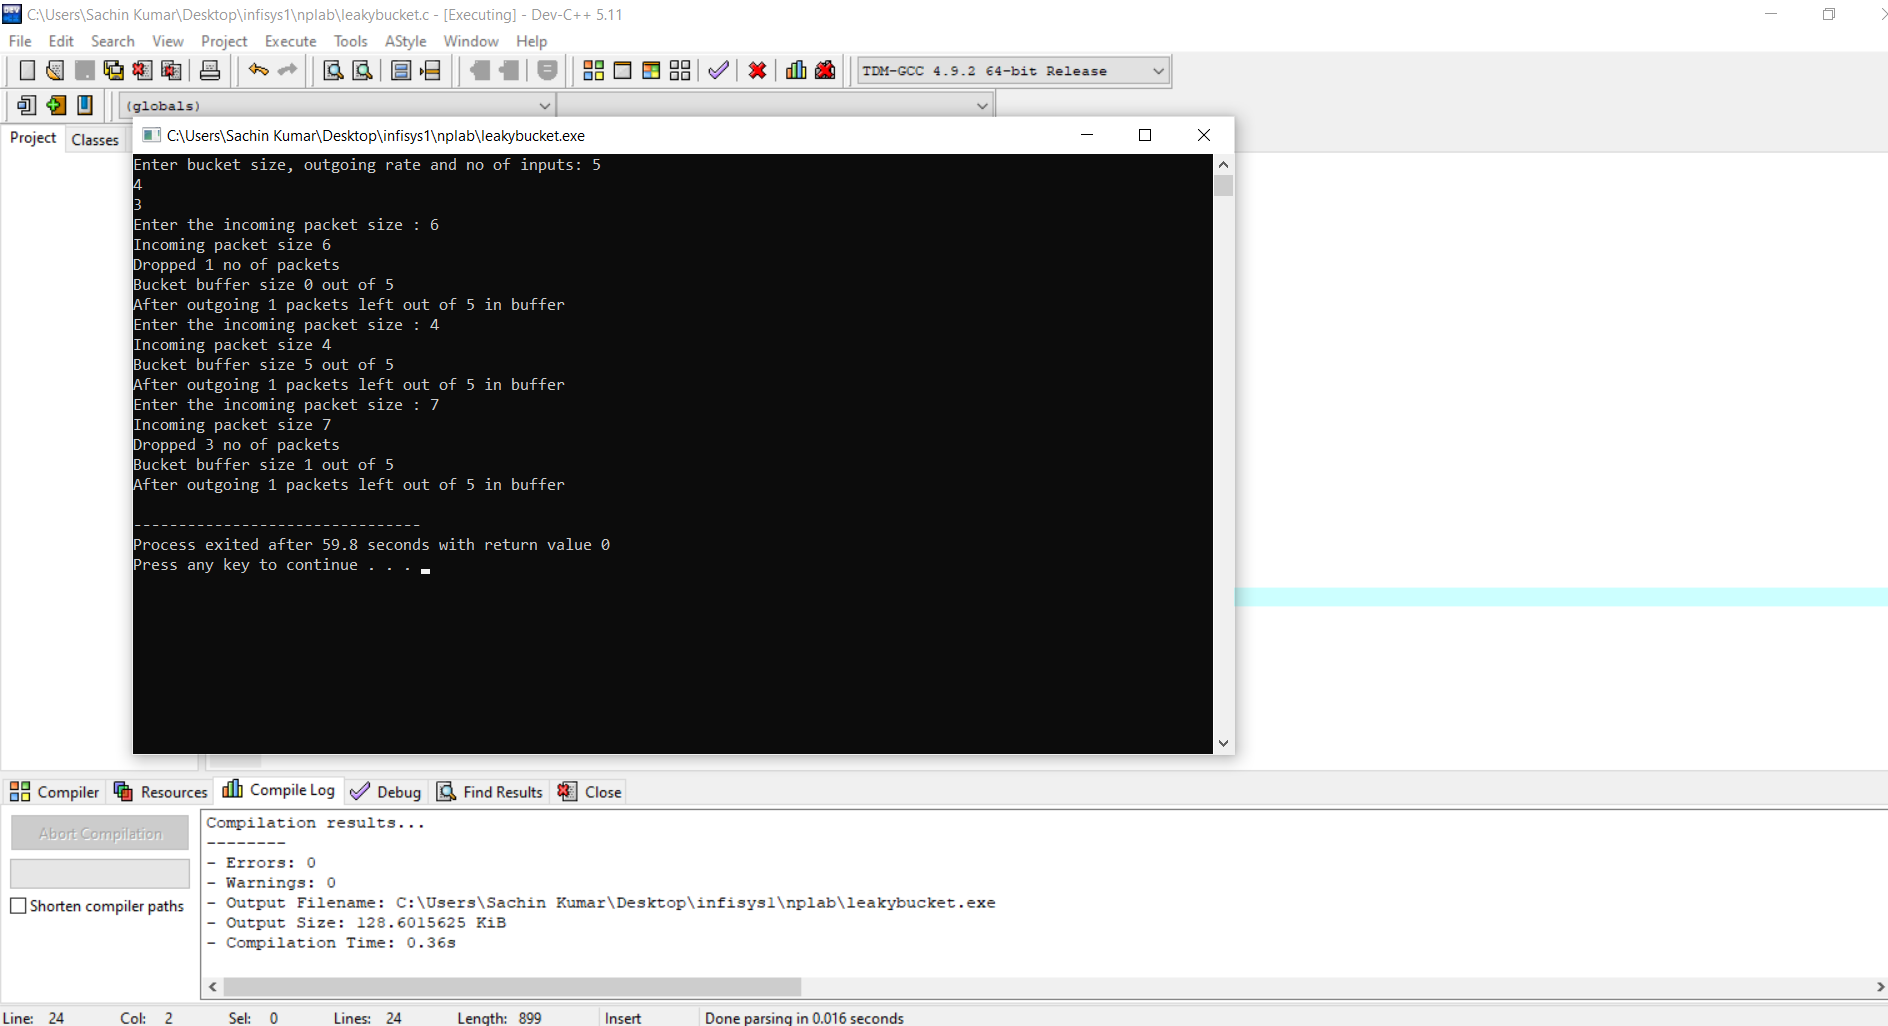 C:\Users\Sachin Kumar\Desktop\infisys1\nplab\leakybucket.c - [Executing] - Dev-C++ 5.11
File Edit Search View Project Execute Tools AStyle Window Help
TDM-GCC 4.9.2 64-bit Release
(globals)
Project Classes
C:\Users\Sachin Kumar\Desktop\infisys1\nplab\leakybucket.exe
Enter bucket size, outgoing rate and no of inputs: 5
4
3
Enter the incoming packet size : 6
Incoming packet size 6
Dropped 1 no of packets
Bucket buffer size 0 out of 5
After outgoing 1 packets left out of 5 in buffer
Enter the incoming packet size : 4
Incoming packet size 4
Bucket buffer size 5 out of 5
After outgoing 1 packets left out of 5 in buffer
Enter the incoming packet size : 7
Incoming packet size 7
Dropped 3 no of packets
Bucket buffer size 1 out of 5
After outgoing 1 packets left out of 5 in buffer
--------------------------------
Process exited after 59.8 seconds with return value 0
Press any key to continue . . .
Compiler Resources Compile Log Debug Find Results Close
Abort Compilation
Shorten compiler paths
Compilation results...
--------
- Errors: 0
- Warnings: 0
- Output Filename: C:\Users\Sachin Kumar\Desktop\infisys1\nplab\leakybucket.exe
- Output Size: 128.6015625 KiB
- Compilation Time: 0.36s
Line: 24 Col: 2 Sel: 0 Lines: 24 Length: 899 Insert Done parsing in 0.016 seconds